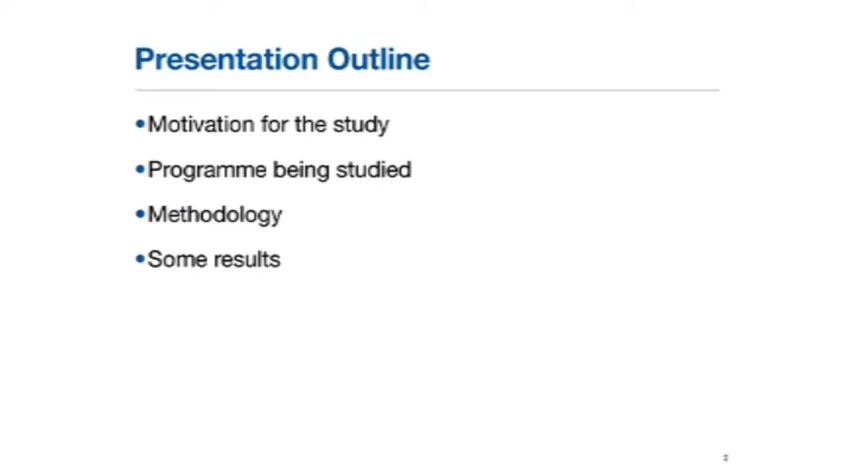 Presentation Outline
•Motivation for the study
•Programme being studied
•Methodology
•Some results